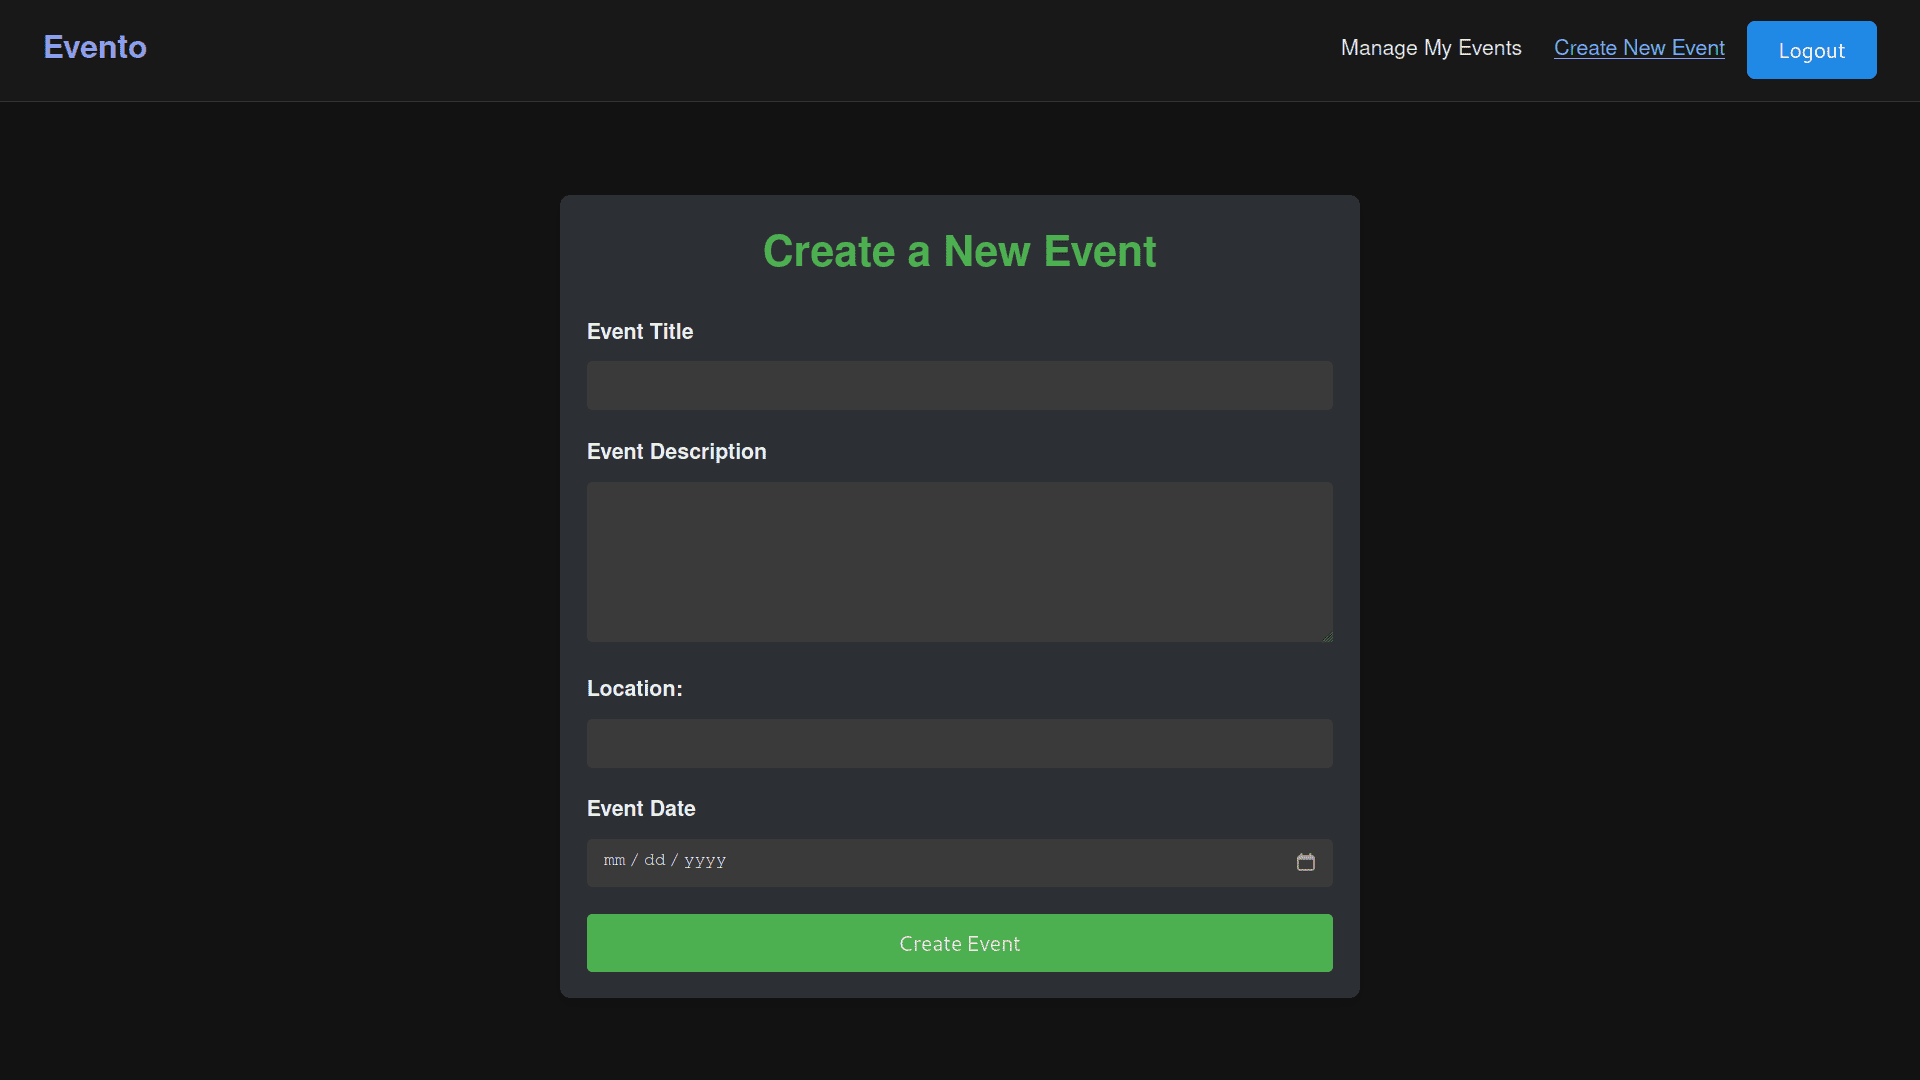 Evento
Manage My Events
Create New Event
Logout
Create a New Event
Event Title
Event Description
Location:
Event Date
mm / dd / yyyy
Create Event